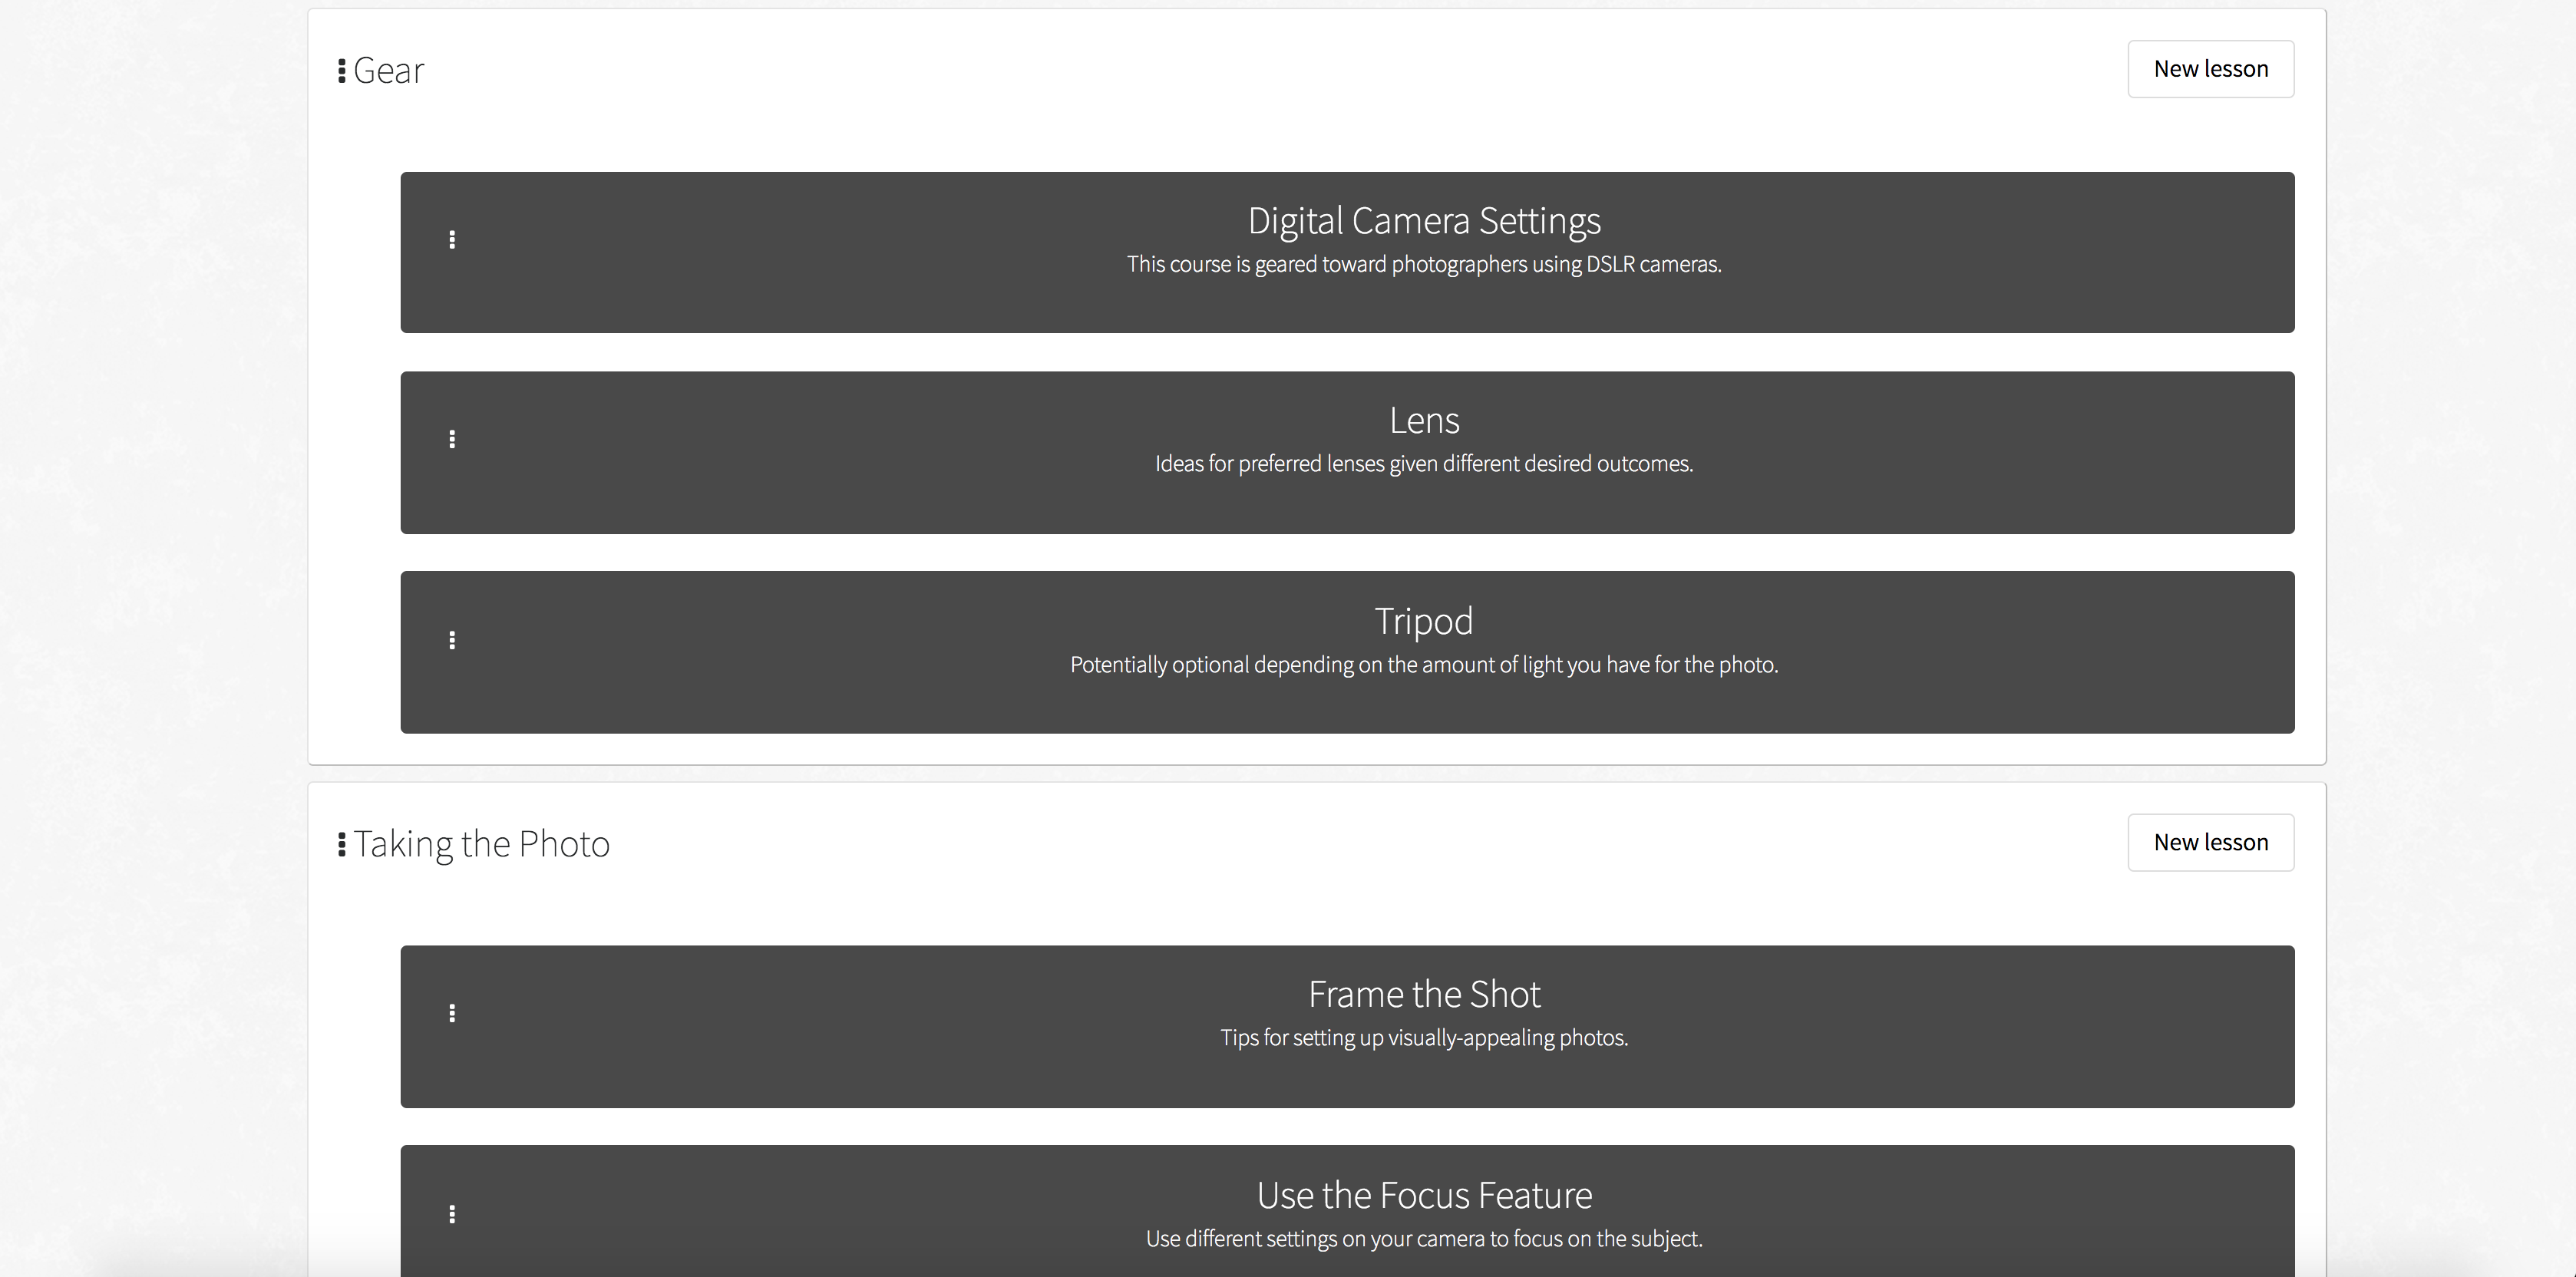 Gear
New lesson
Digital Camera Settings
This course is geared toward photographers using DSLR cameras.
Lens
Ideas for preferred lenses given different desired outcomes.
Tripod
Potentially optional depending on the amount of light you have for the photo.
Taking the Photo
New lesson
Frame the Shot
Tips for setting up visually-appealing photos.
Use the Focus Feature
Use different settings on your camera to focus on the subject.